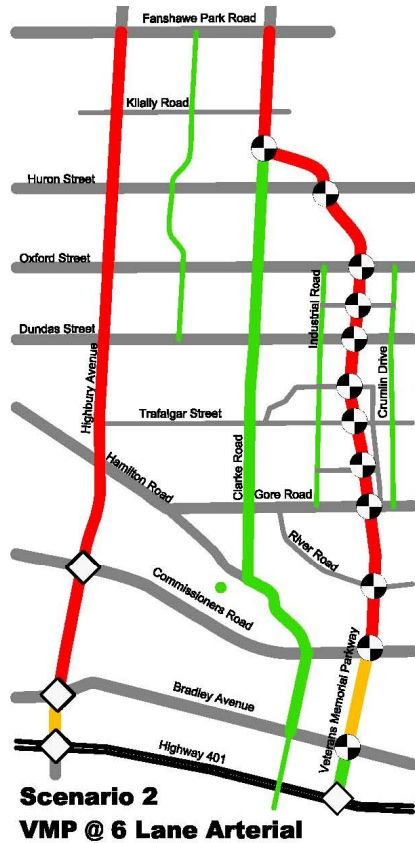 Fanshawe Park Road
Kilally Road
Huron Street
Oxford Street
Industrial Road
Dundas Street
Crumlin Drive
Highbury Avenue
Trafalgar Street
Clarke Road
Hamilton Road
Gore Road
River Road
Commissioners Road
Bradley Avenue
Veterans Memorial Parkway
Highway 401
Scenario 2
VMP @ 6 Lane Arterial